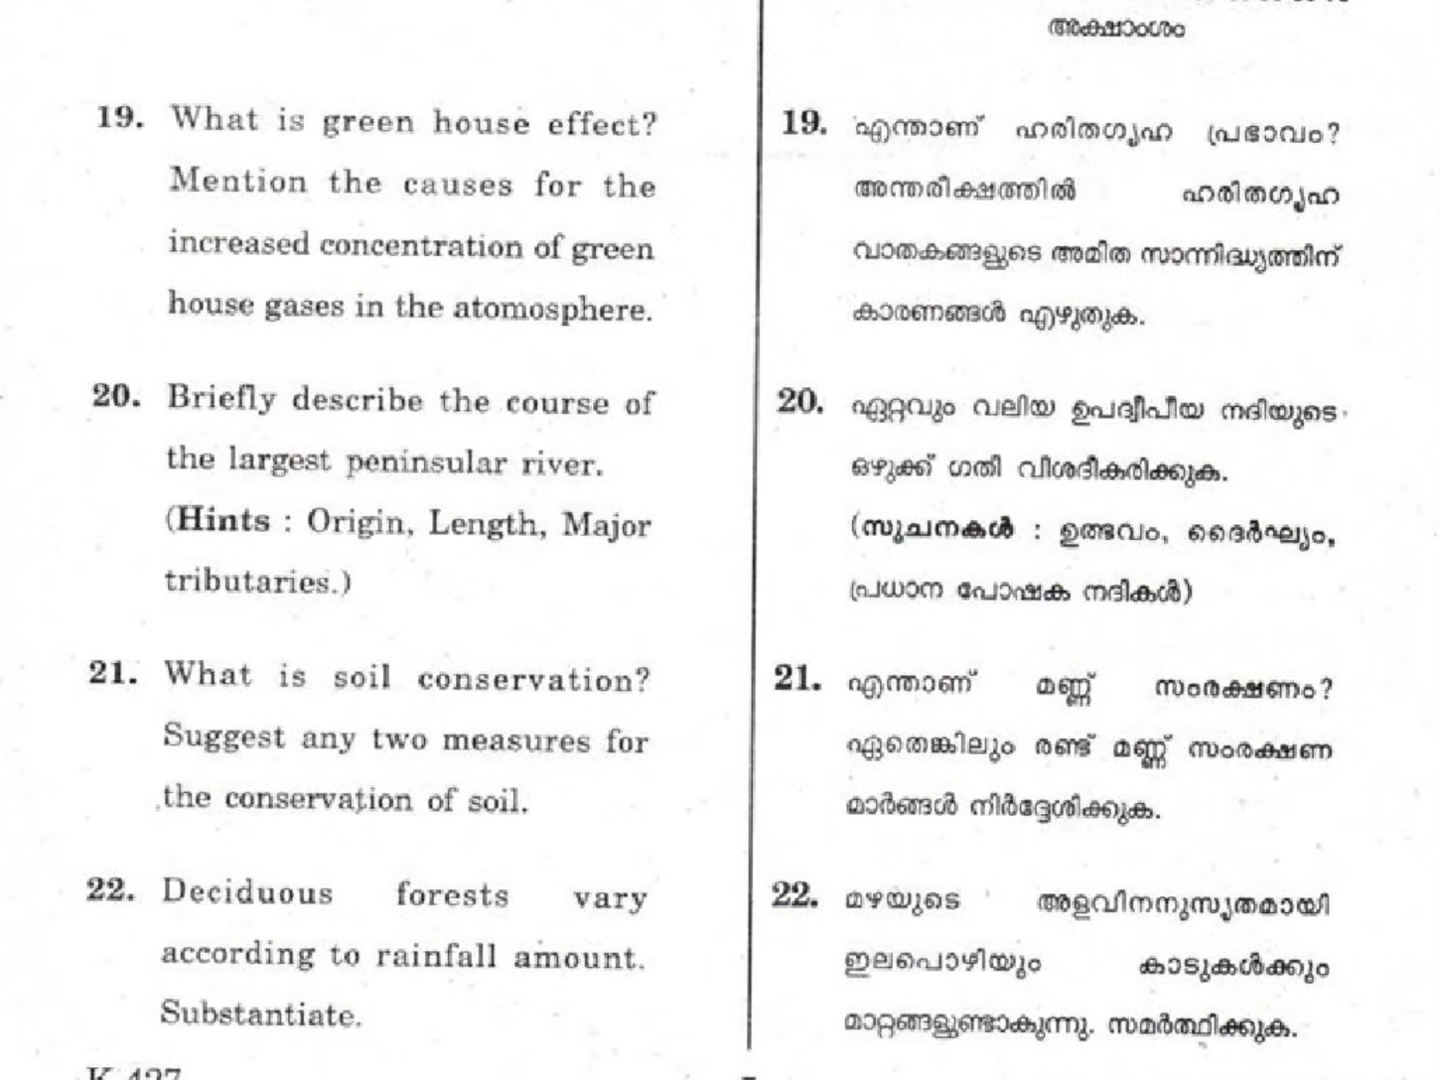 അക്ഷാംശം
19. What is green house effect?
Mention the causes for the
increased concentration of green
house gases in the atomosphere.
20. Briefly describe the course of
the largest peninsular river.
(Hints : Origin, Length, Major
tributaries.)
21. What is soil conservation?
Suggest any two measures for
the conservation of soil.
22. Deciduous forests vary
according to rainfall amount.
Substantiate.
K-427
19. എന്താണ് ഹരിതഗൃഹ പ്രഭാവം?
അന്തരീക്ഷത്തിൽ ഹരിതഗൃഹ
വാതകങ്ങളുടെ അമിത സാന്നിദ്ധ്യത്തിന്
കാരണങ്ങൾ എഴുതുക.
20. ഏറ്റവും വലിയ ഉപദ്വീപീയ നദിയുടെ
ഒഴുക്ക് ഗതി വിശദീകരിക്കുക.
(സൂചനകൾ : ഉത്ഭവം, ദൈർഘ്യം,
പ്രധാന പോഷക നദികൾ)
21. എന്താണ് മണ്ണ് സംരക്ഷണം?
ഏതെങ്കിലും രണ്ട് മണ്ണ് സംരക്ഷണ
മാർങ്ങൾ നിർദ്ദേശിക്കുക.
22. മഴയുടെ അളവിനനുസൃതമായി
ഇലപൊഴിയും കാടുകൾക്കും
മാറ്റങ്ങളുണ്ടാകുന്നു. സമർത്ഥിക്കുക.